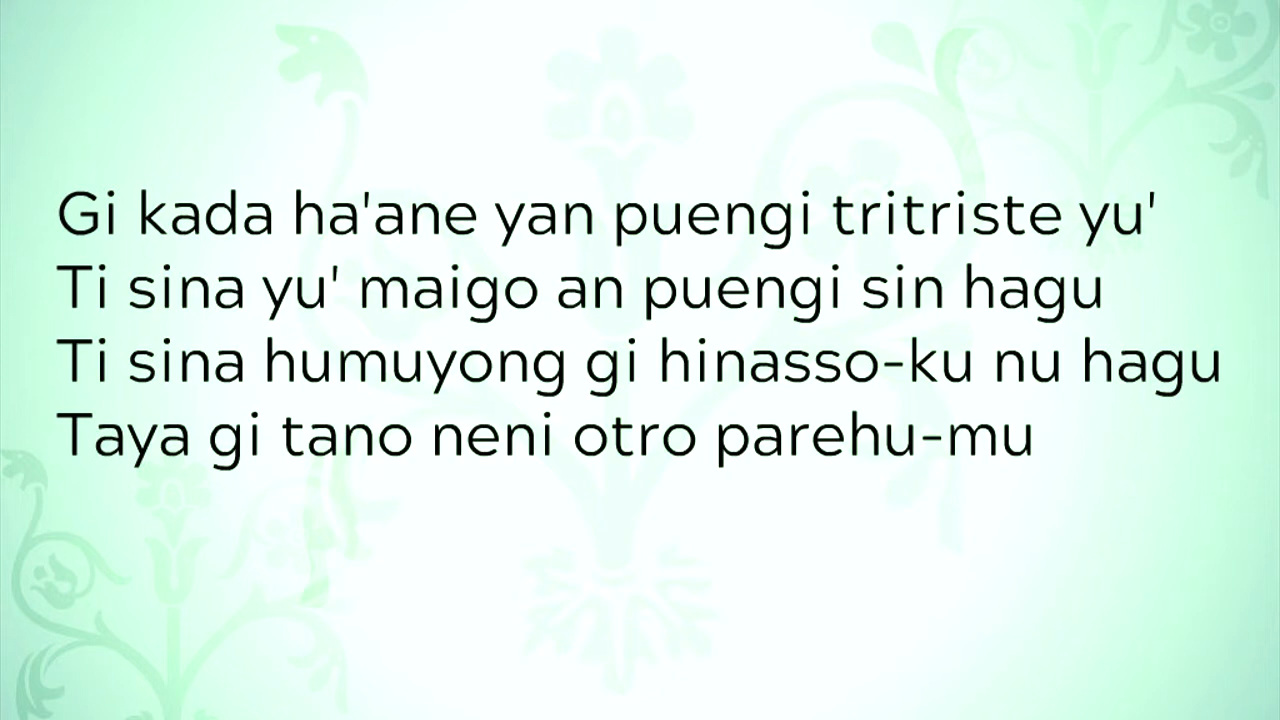 Gi kada ha'ane yan puengi tritriste yu'
Ti sina yu' maigo an puengi sin hagu
Ti sina humuyong gi hinasso-ku nu hagu
Taya gi tano neni otro parehu-mu